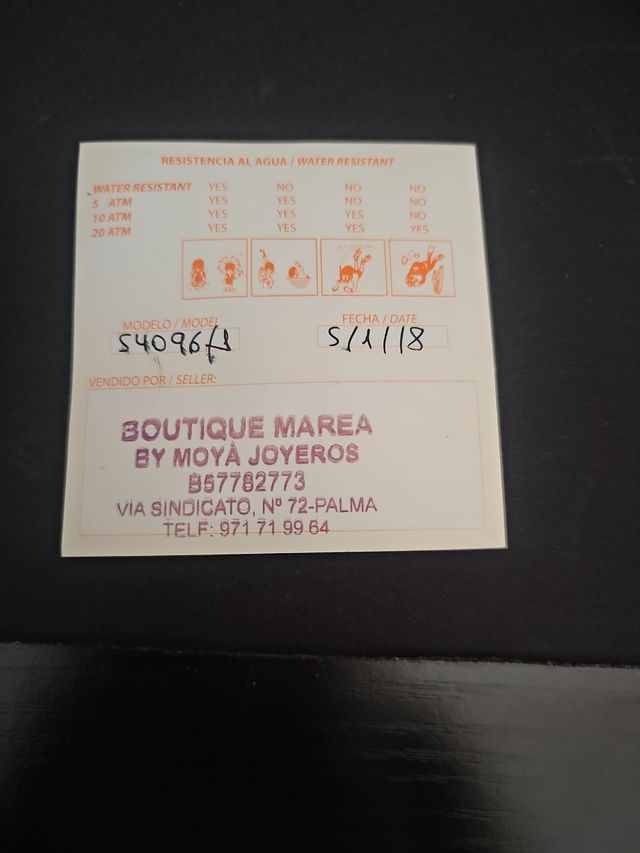 RESISTENCIA AL AGUA / WATER RESISTANT
WATER RESISTANT YES NO NO NO
5 ATM YES YES NO NO
10 ATM YES YES YES NO
20 ATM YES YES YES YES
MODELO / MODEL FECHA / DATE
S4096/1 5/1/18
VENDIDO POR / SELLER:
BOUTIQUE MAREA
BY MOYÀ JOYEROS
B57782773
VIA SINDICATO, Nº 72-PALMA
TELF: 971 71 99 64